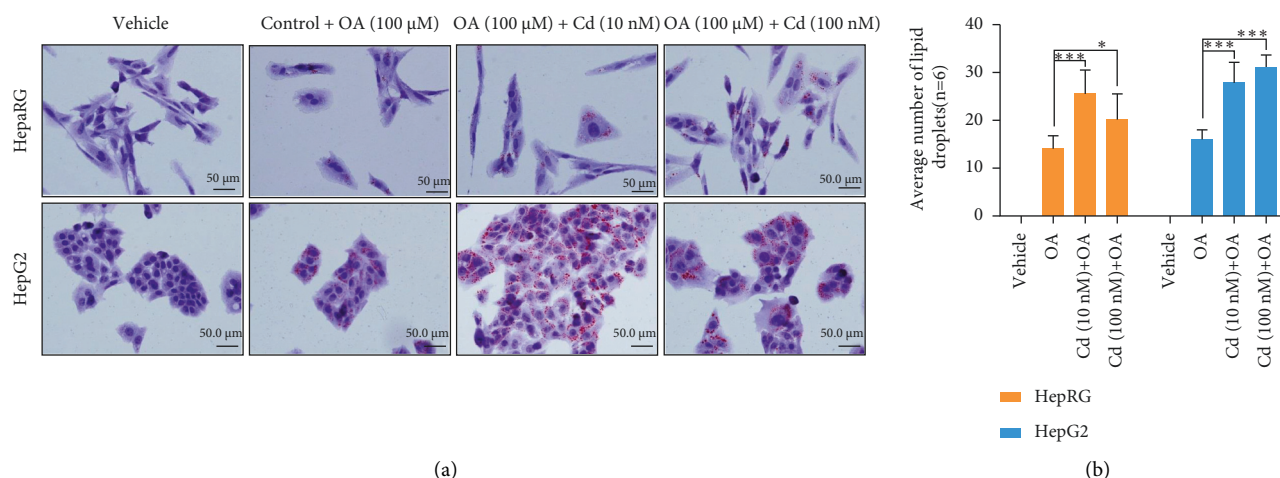 Vehicle
Control + OA (100 μM)
OA (100 μM) + Cd (10 nM)
OA (100 μM) + Cd (100 nM)
HepaRG
50 μm
50 μm
50 μm
50.0 μm
HepG2
50.0 μm
50.0 μm
50.0 μm
50.0 μm
(a)
Average number of lipid
droplets(n=6)
40
30
20
10
0
***
*
***
***
Vehicle
OA
Cd (10 nM)+OA
Cd (100 nM)+OA
Vehicle
OA
Cd (10 nM)+OA
Cd (100 nM)+OA
HepRG
HepG2
(b)